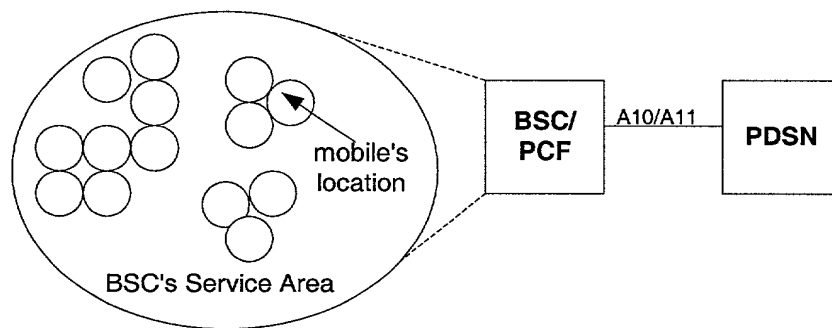 mobile's
location
BSC's Service Area
BSC/
PCF
A10/A11
PDSN